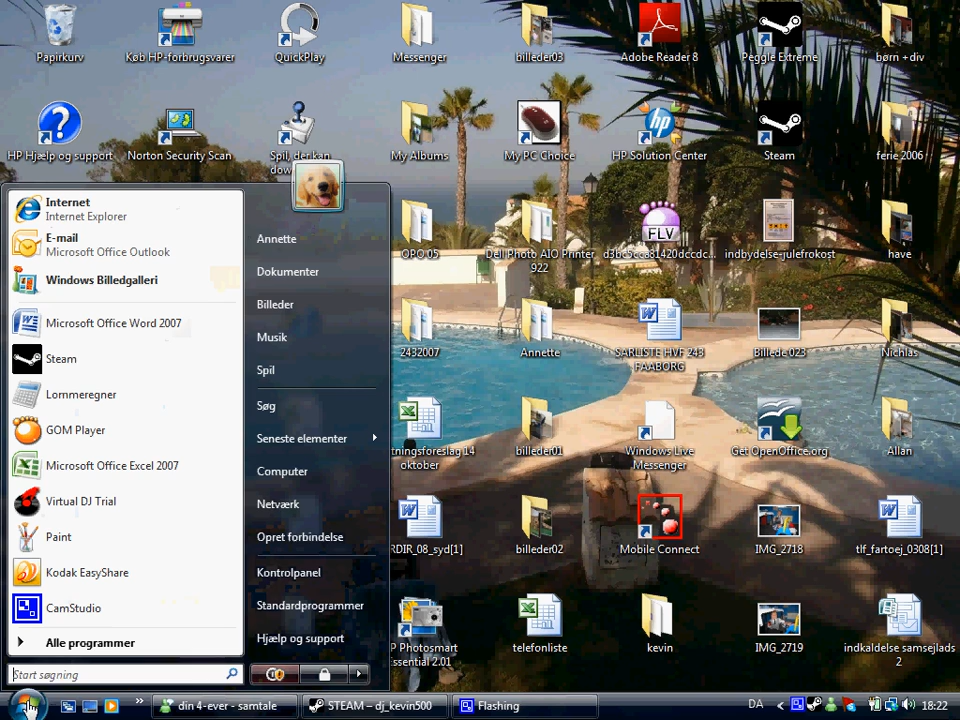 Papirkurv
Køb HP-forbrugsvarer
QuickPlay
Messenger
billeder03
Adobe Reader 8
Peggle Extreme
børn +div
HP Hjælp og support
Norton Security Scan
Spil, der kan
My Albums
My PC Choice
HP Solution Center
Steam
ferie 2006
OPO 05
Dell Photo AIO Printer
922
FLV
d3bc5cca81420dccdc...
indbydelse-julefrokost
have
2432007
Annette
SARLISTE HVF 243
FAABORG
Billede 023
Nichlas
tningsforeslag 14
oktober
billeder01
Windows Live
Messenger
Get OpenOffice.org
Allan
RDIR_08_syd[1]
billeder02
Mobile Connect
IMG_2718
tlf_fartoej_0308[1]
P Photosmart
ssential 2.01
telefonliste
kevin
IMG_2719
indkaldelse samsejlads
2
Internet
Internet Explorer
E-mail
Microsoft Office Outlook
Windows Billedgalleri
Microsoft Office Word 2007
Steam
Lommeregner
GOM Player
Microsoft Office Excel 2007
Virtual DJ Trial
Paint
Kodak EasyShare
CamStudio
Alle programmer
Start søgning
Annette
Dokumenter
Billeder
Musik
Spil
Søg
Seneste elementer
Computer
Netværk
Opret forbindelse
Kontrolpanel
Standardprogrammer
Hjælp og support
din 4-ever - samtale
STEAM – dj_kevin500
Flashing
DA
18:22